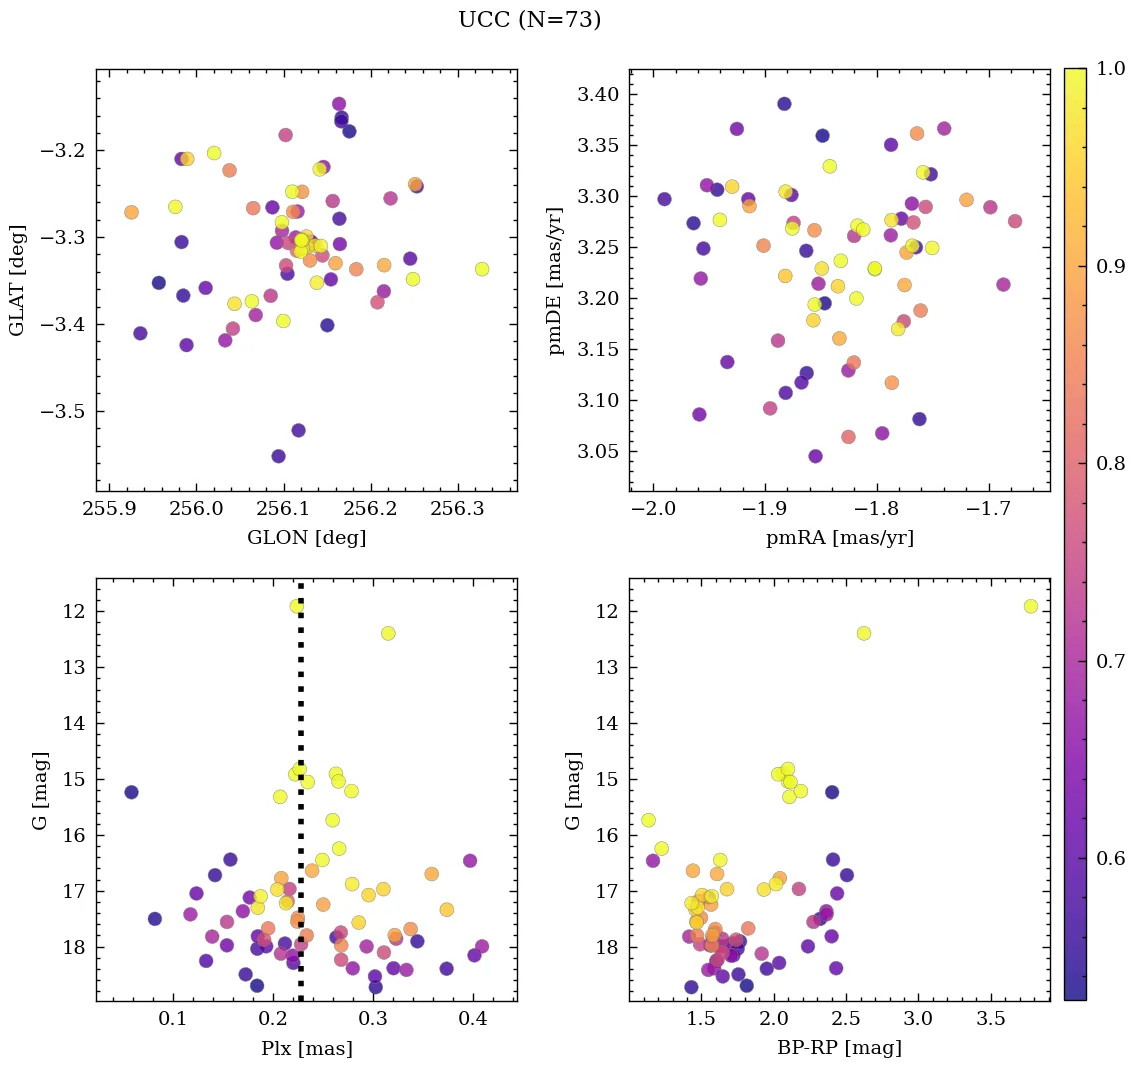 UCC (N=73)
−3.2
−3.3
−3.4
−3.5
GLAT [deg]
255.9 256.0 256.1 256.2 256.3
GLON [deg]
3.40
3.35
3.30
3.25
3.20
3.15
3.10
3.05
pmDE [mas/yr]
−2.0 −1.9 −1.8 −1.7
pmRA [mas/yr]
12
13
14
15
16
17
18
G [mag]
0.1 0.2 0.3 0.4
Plx [mas]
12
13
14
15
16
17
18
G [mag]
1.5 2.0 2.5 3.0 3.5
BP-RP [mag]
1.0
0.9
0.8
0.7
0.6